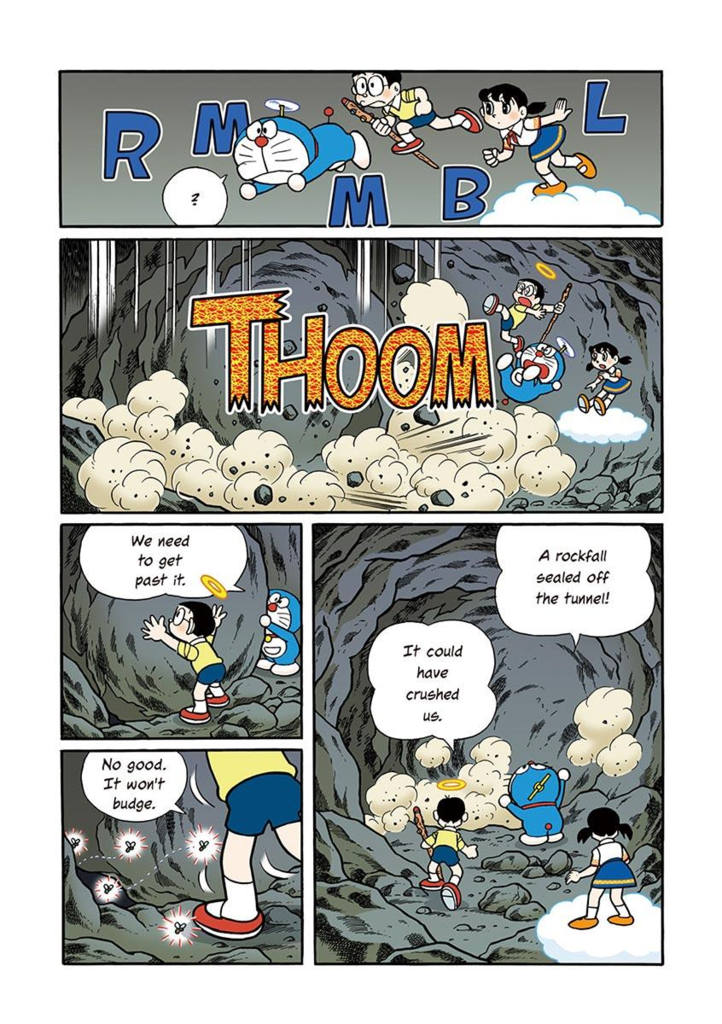 RMMBL
?
THOOM
A rockfall
sealed off
the tunnel!
It could
have
crushed
us.
We need
to get
past it.
No good.
It won't
budge.